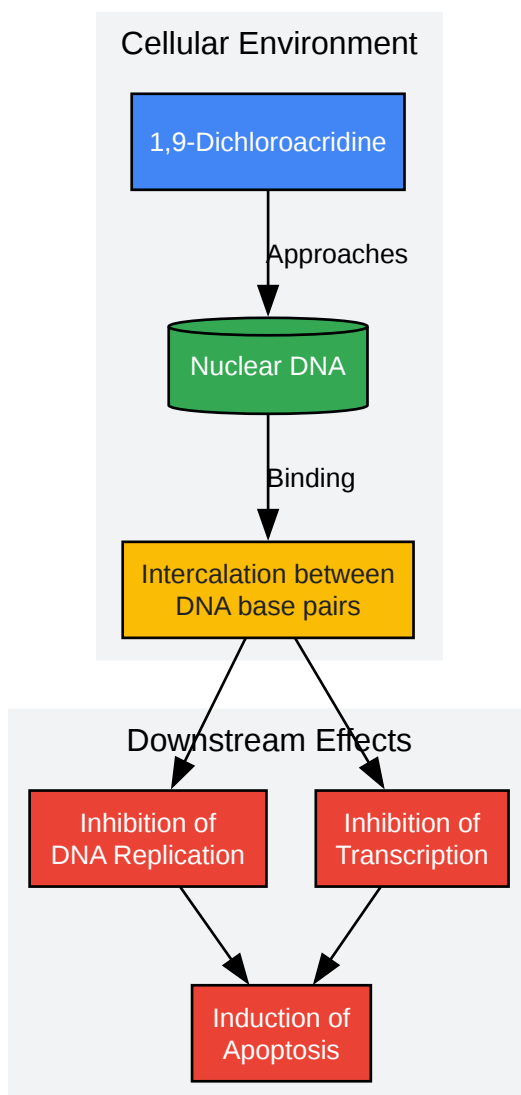 Cellular Environment
1,9-Dichloroacridine
Approaches
Nuclear DNA
Binding
Intercalation between
DNA base pairs
Downstream Effects
Inhibition of
DNA Replication
Inhibition of
Transcription
Induction of
Apoptosis